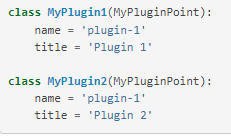 class MyPlugin1(MyPluginPoint):
    name = 'plugin-1'
    title = 'Plugin 1'

class MyPlugin2(MyPluginPoint):
    name = 'plugin-1'
    title = 'Plugin 2'